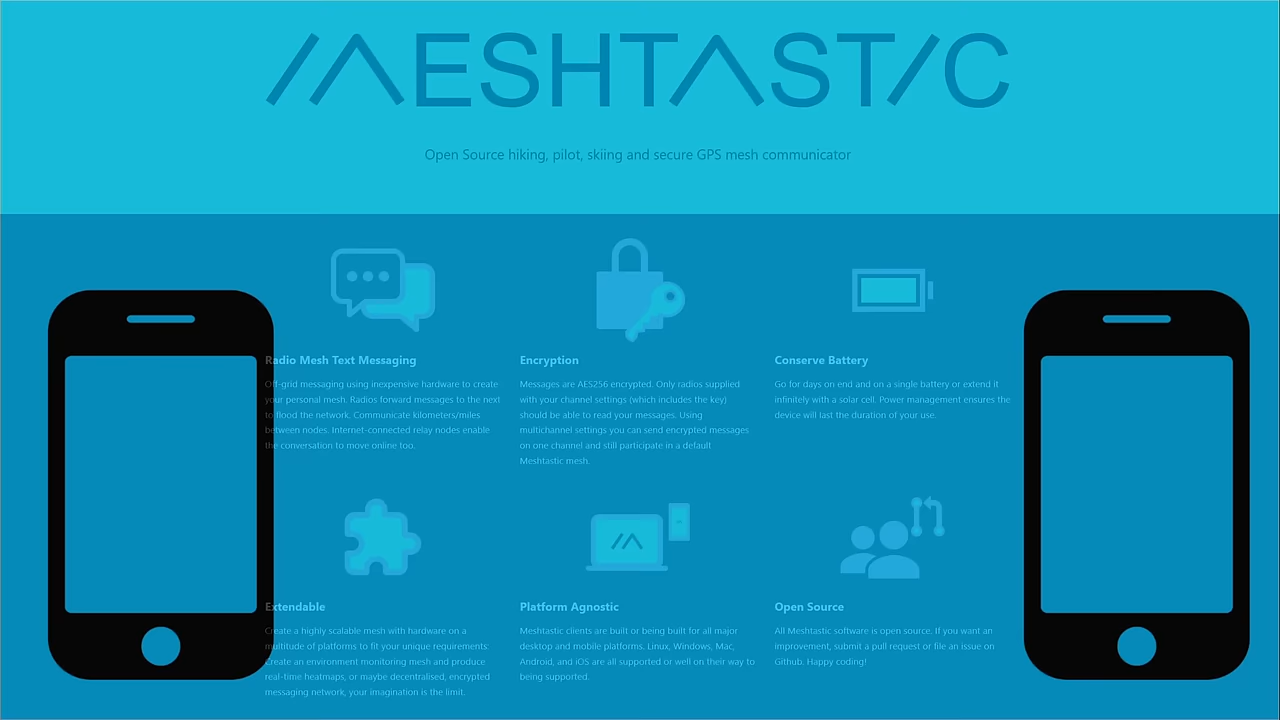 MESHTASTIC
Open Source hiking, pilot, skiing and secure GPS mesh communicator
Radio Mesh Text Messaging
Off-grid messaging using inexpensive hardware to create
your personal mesh. Radios forward messages to the next
to flood the network. Communicate kilometers/miles
between nodes. Internet-connected relay nodes enable
the conversation to move online too.
Encryption
Messages are AES256 encrypted. Only radios supplied
with your channel settings (which includes the key)
should be able to read your messages. Using
multichannel settings you can send encrypted messages
on one channel and still participate in a default
Meshtastic mesh.
Conserve Battery
Go for days on end and on a single battery or extend it
infinitely with a solar cell. Power management ensures the
device will last the duration of your use.
Extendable
Create a highly scalable mesh with hardware on a
multitude of platforms to fit your unique requirements:
Create an environment monitoring mesh and produce
real-time heatmaps, or maybe decentralised, encrypted
messaging network, your imagination is the limit.
Platform Agnostic
Meshtastic clients are built or being built for all major
desktop and mobile platforms. Linux, Windows, Mac,
Android, and iOS are all supported or well on their way to
being supported.
Open Source
All Meshtastic software is open source. If you want an
improvement, submit a pull request or file an issue on
Github. Happy coding!